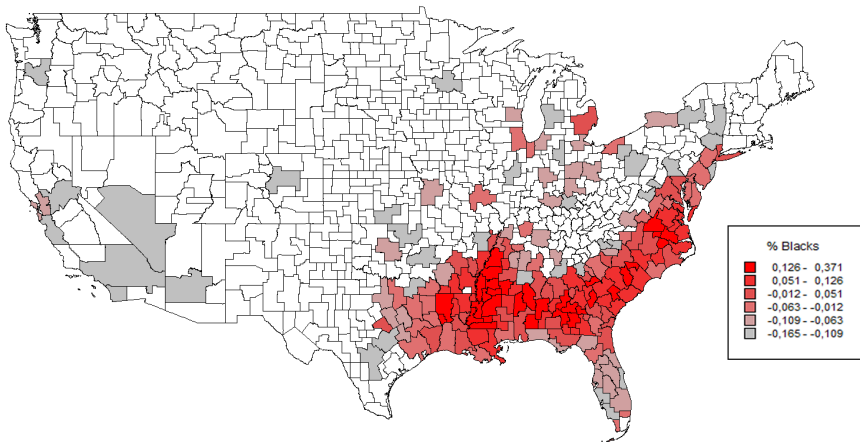 % Blacks
0,126 - 0,371
0,051 - 0,126
-0,012 - 0,051
-0,063 - -0,012
-0,109 - -0,063
-0,165 - -0,109